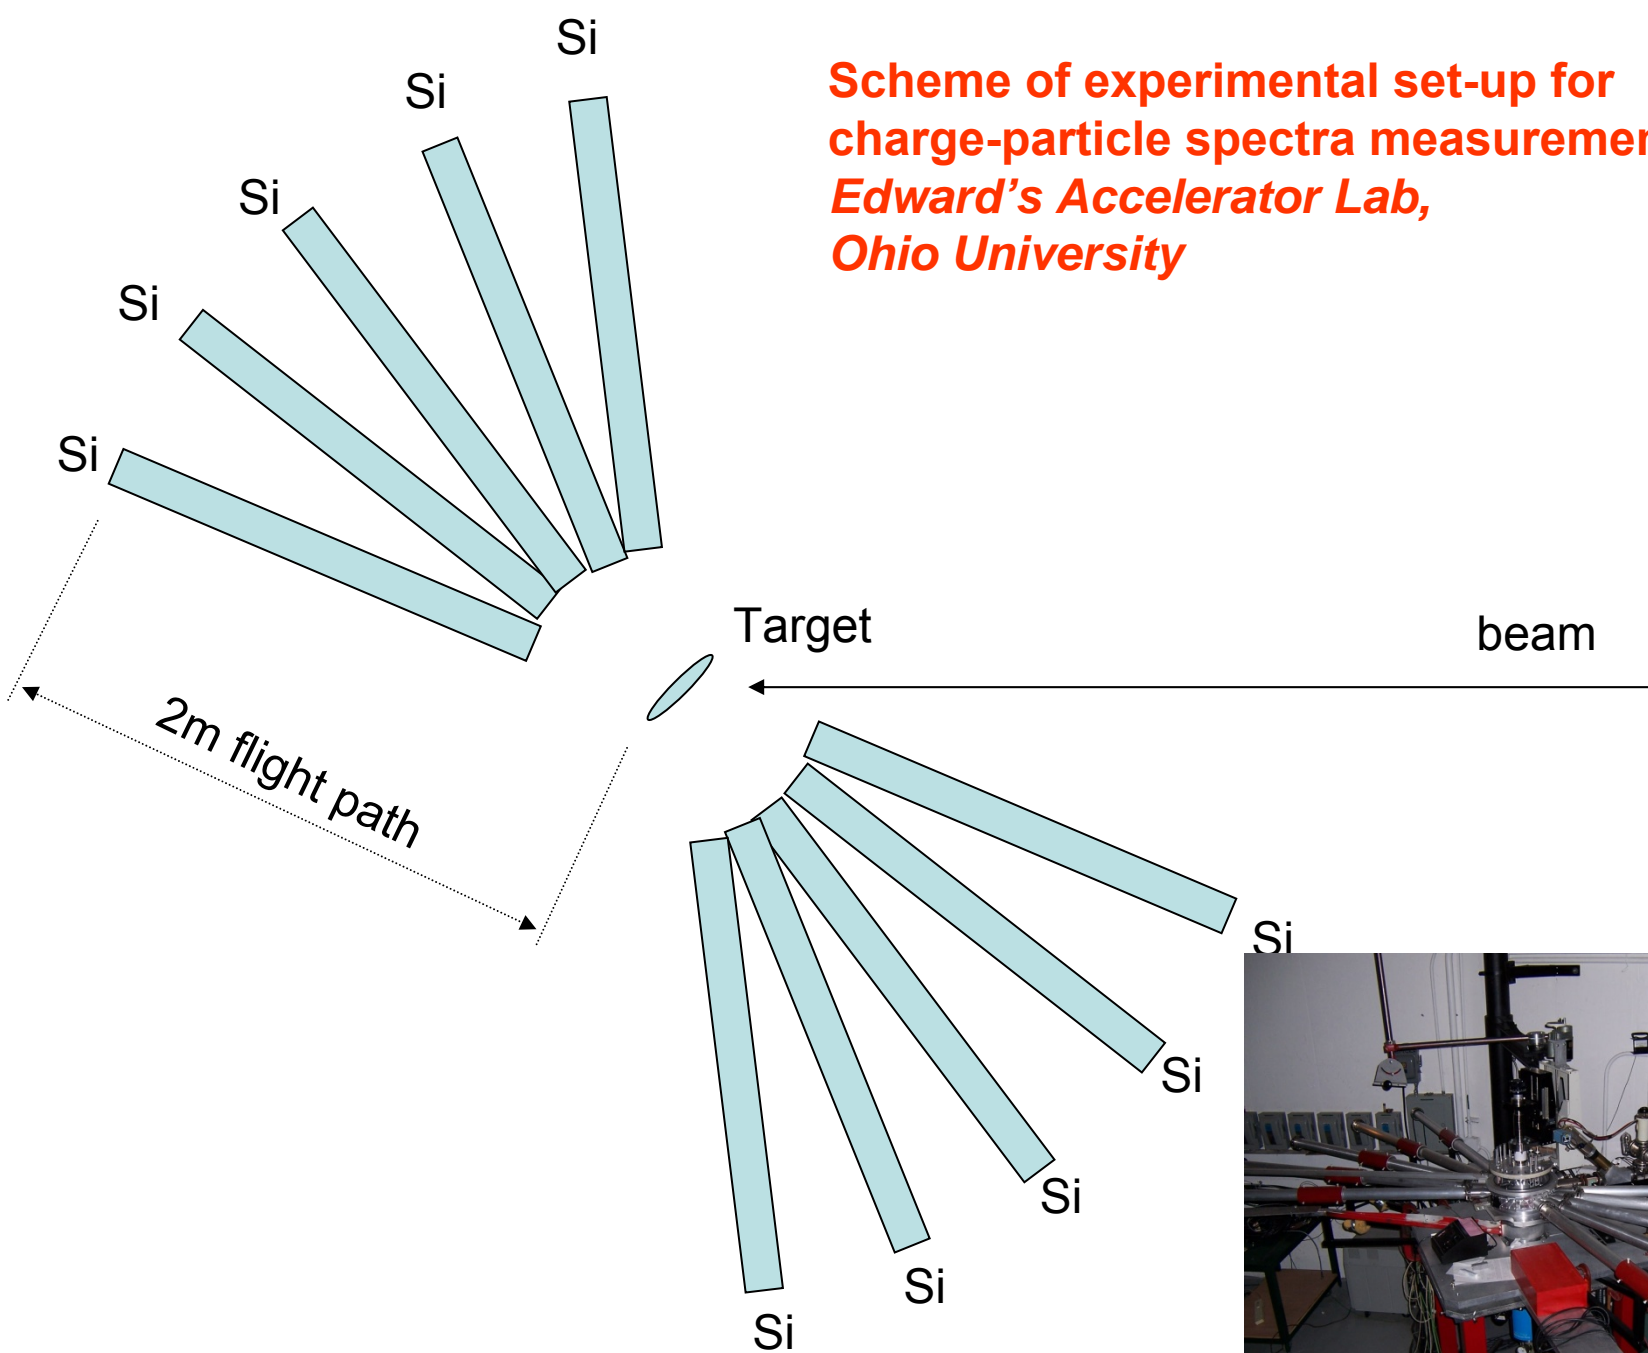 Si
Si
Scheme of experimental set-up for
charge-particle spectra
Edward's Accelerator Lab,
Ohio University
Si
Si
Si
Target
beam
2m flight path
Si
Si
Si
Si
Si